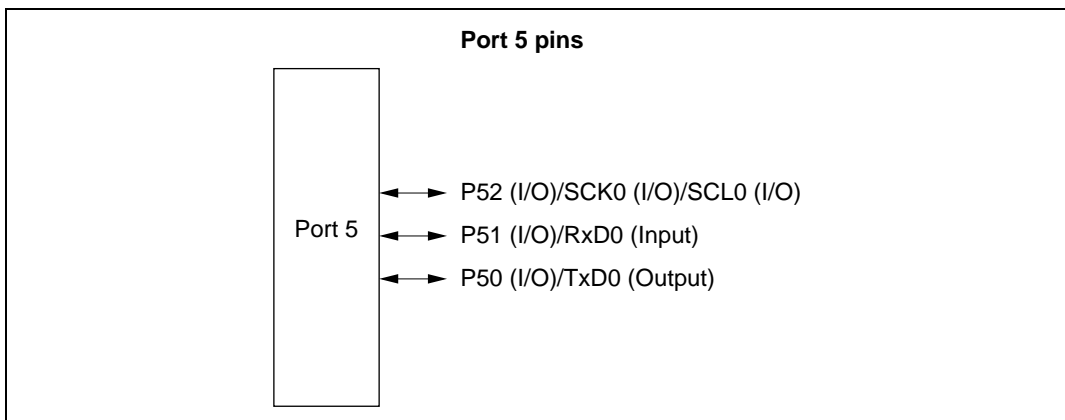 Port 5 pins
P52 (I/O)/SCK0 (I/O)/SCL0 (I/O)
Port 5
P51 (I/O)/RxD0 (Input)
P50 (I/O)/TxD0 (Output)